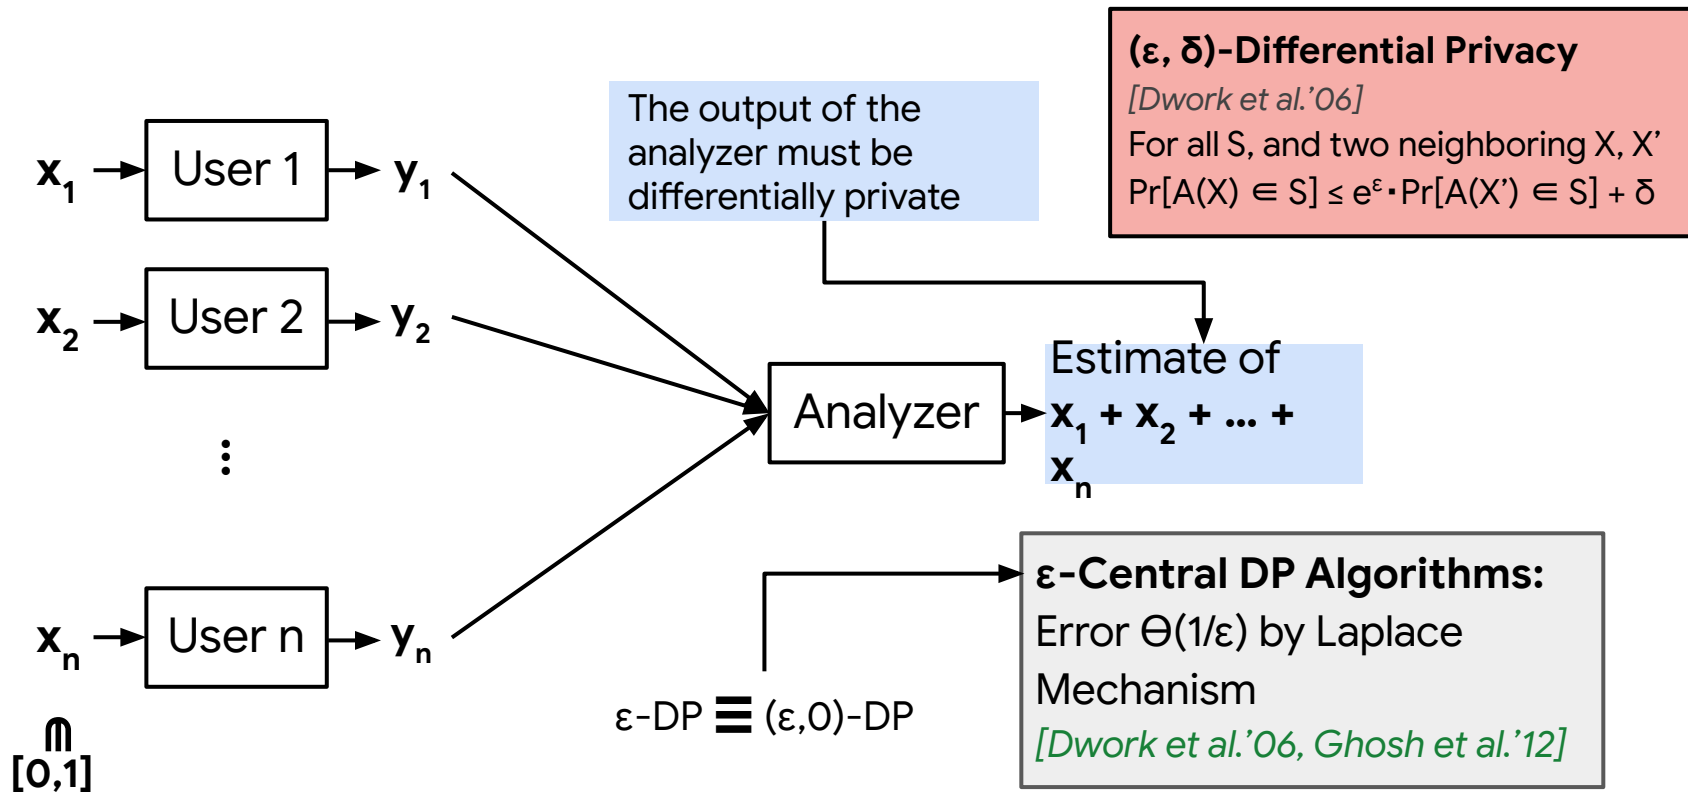 (ε, δ)-Differential Privacy
[Dwork et al.'06]
For all S, and two neighboring X, X'
Pr[A(X) ∈ S] ≤ e^ε · Pr[A(X') ∈ S] + δ
The output of the
analyzer must be
differentially private
x₁ User 1 y₁
x₂ User 2 y₂
⋮
xₙ User n yₙ
∈
[0,1]
Analyzer
Estimate of
x₁ + x₂ + ... +
xₙ
ε-DP ≡ (ε,0)-DP
ε-Central DP Algorithms:
Error Θ(1/ε) by Laplace
Mechanism
[Dwork et al.'06, Ghosh et al.'12]